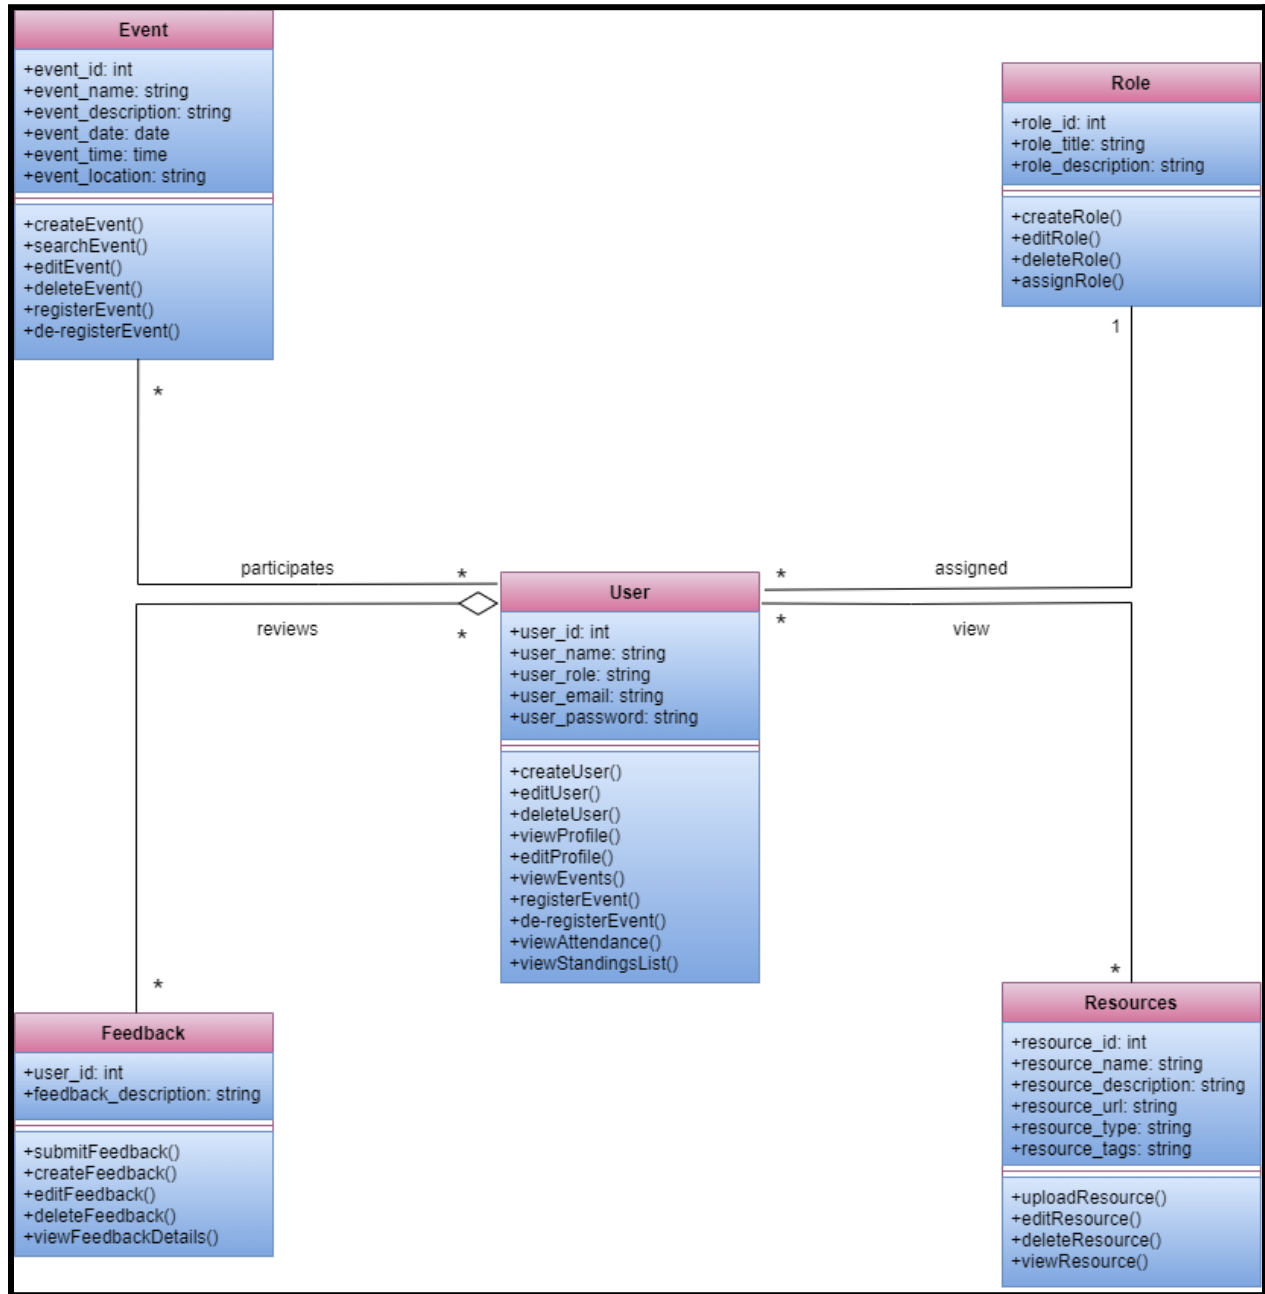 Event
+event_id: int
+event_name: string
+event_description: string
+event_date: date
+event_time: time
+event_location: string
+createEvent()
+searchEvent()
+editEvent()
+deleteEvent()
+registerEvent()
+de-registerEvent()
*
Role
+role_id: int
+role_title: string
+role_description: string
+createRole()
+editRole()
+deleteRole()
+assignRole()
1
participates
*
*
assigned
reviews
*
*
view
User
+user_id: int
+user_name: string
+user_role: string
+user_email: string
+user_password: string
+createUser()
+editUser()
+deleteUser()
+viewProfile()
+editProfile()
+viewEvents()
+registerEvent()
+de-registerEvent()
+viewAttendance()
+viewStandingsList()
*
Feedback
+user_id: int
+feedback_description: string
+submitFeedback()
+createFeedback()
+editFeedback()
+deleteFeedback()
+viewFeedbackDetails()
*
Resources
+resource_id: int
+resource_name: string
+resource_description: string
+resource_url: string
+resource_type: string
+resource_tags: string
+uploadResource()
+editResource()
+deleteResource()
+viewResource()